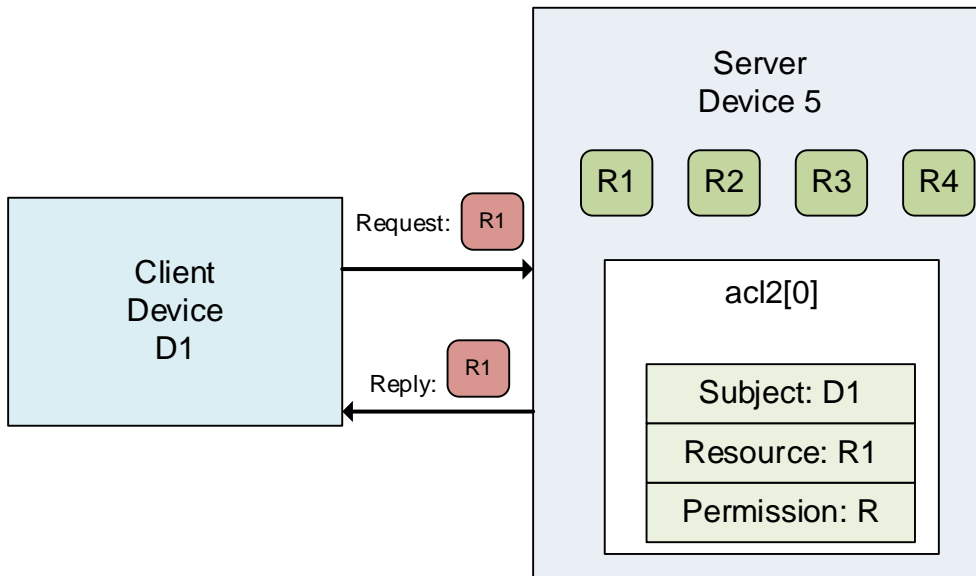 Server
Device 5
R1 R2 R3 R4
Request: R1
Client
Device
D1
Reply: R1
acl2[0]
Subject: D1
Resource: R1
Permission: R